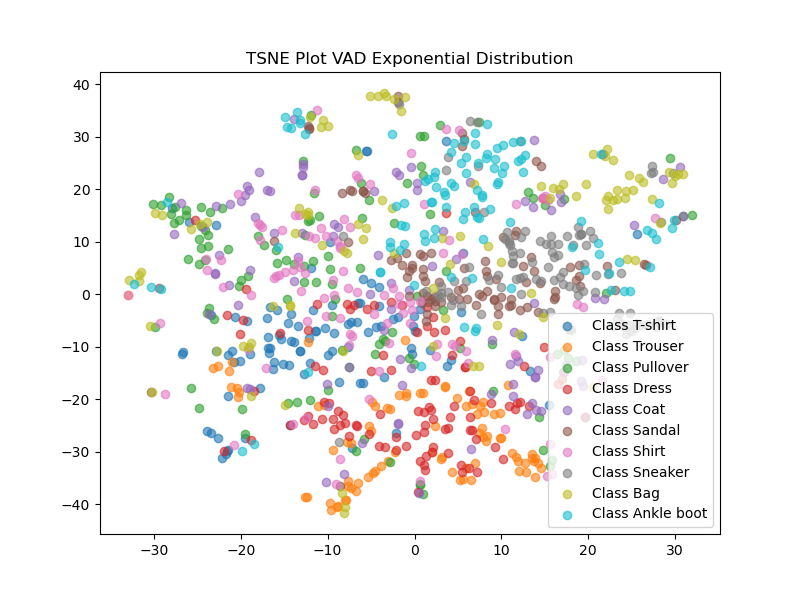 TSNE Plot VAD Exponential Distribution
40
30
20
10
0
−10
−20
−30
−40
−30
−20
−10
0
10
20
30
Class T-shirt
Class Trouser
Class Pullover
Class Dress
Class Coat
Class Sandal
Class Shirt
Class Sneaker
Class Bag
Class Ankle boot